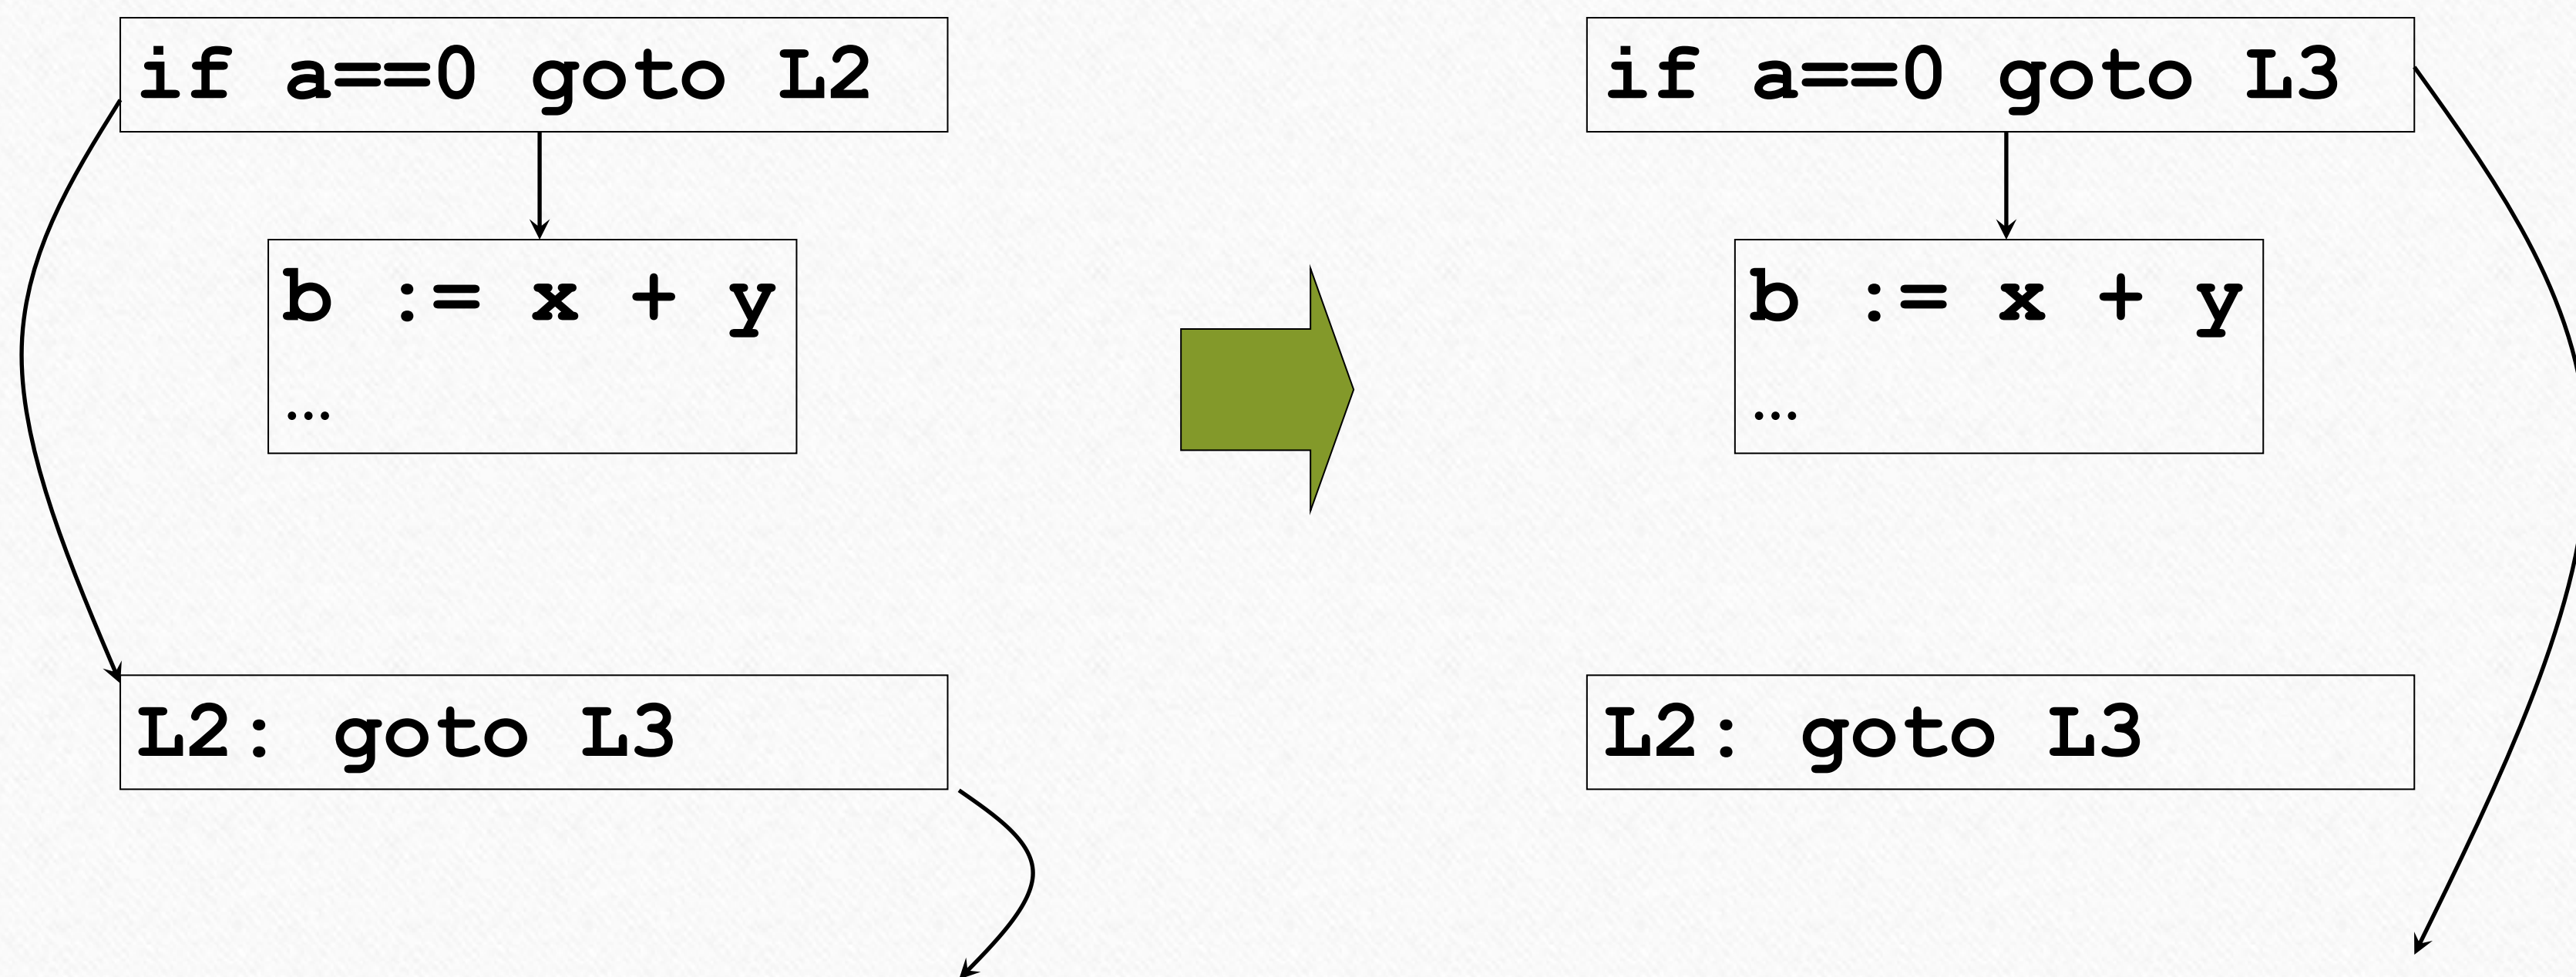 if a==0 goto L2
b := x + y
…
L2: goto L3
if a==0 goto L3
b := x + y
…
L2: goto L3